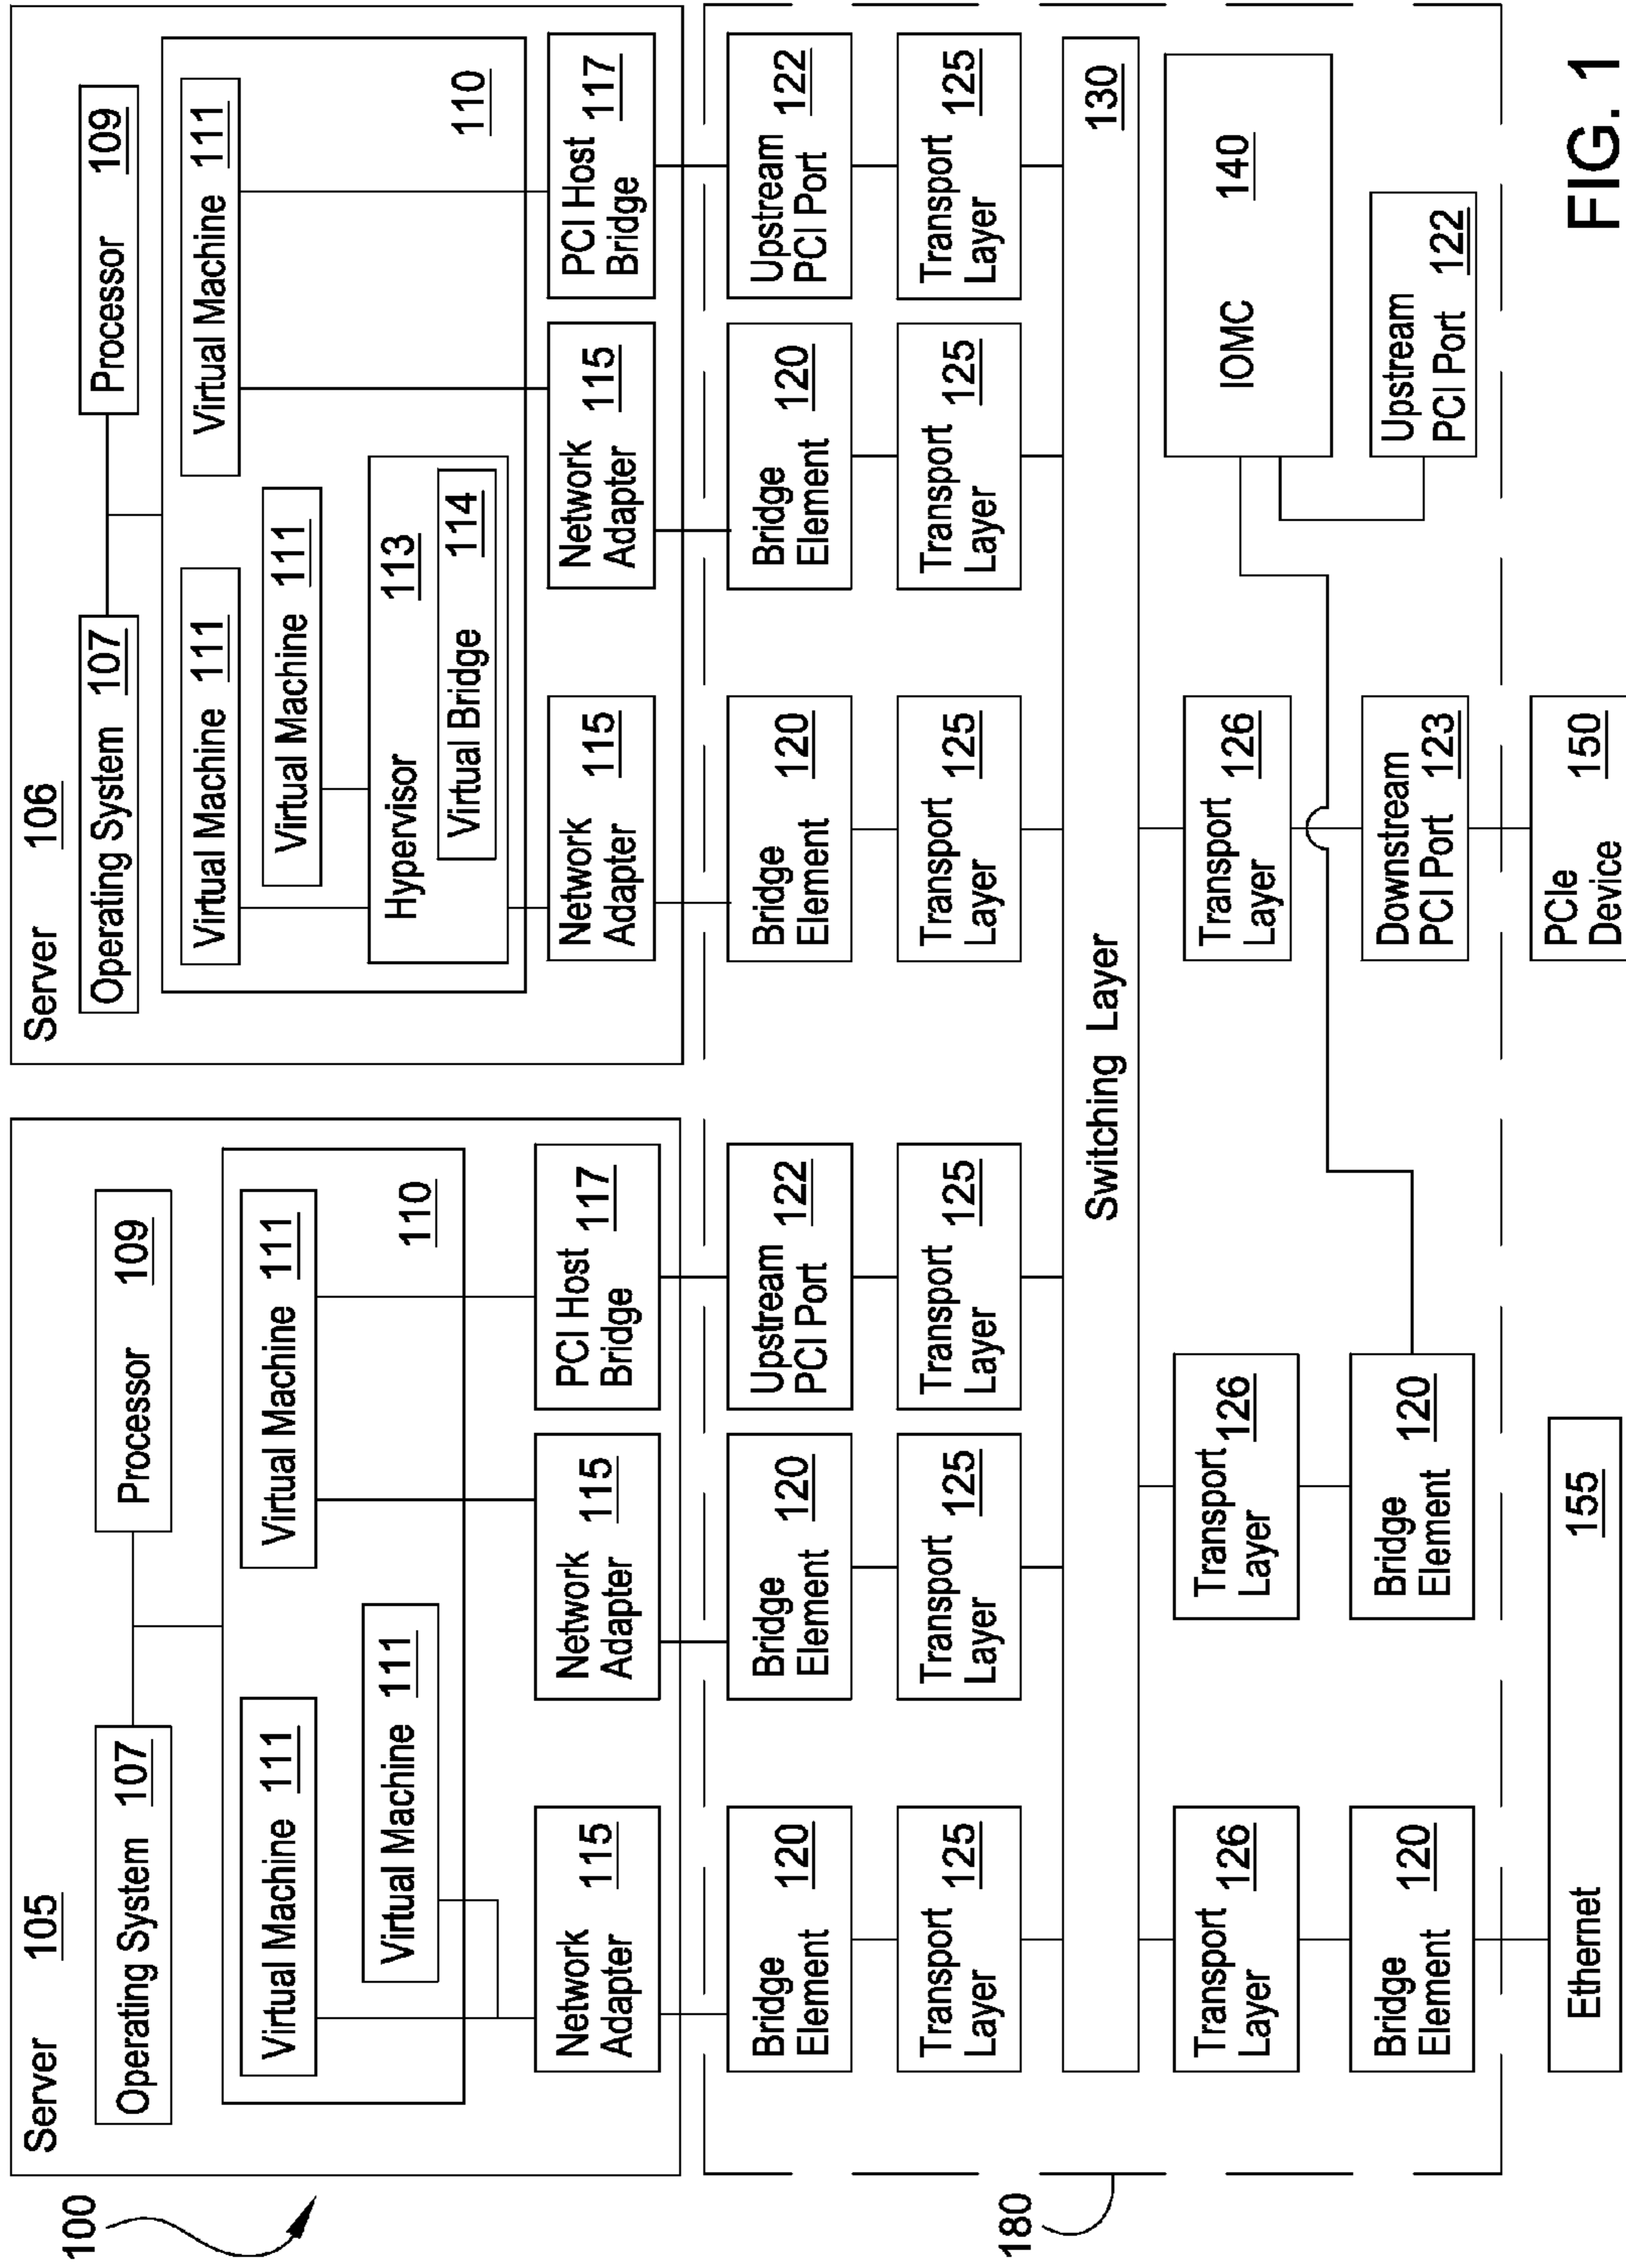 100
Server 105
Operating System 107
Processor 109
Virtual Machine 111
Virtual Machine 111
Virtual Machine 111
110
Network
Adapter 115
Network
Adapter 115
PCI Host
Bridge 117
Server 106
Operating System 107
Processor 109
Virtual Machine 111
Virtual Machine 111
Virtual Machine 111
Hypervisor 113
Virtual Bridge 114
110
Network
Adapter 115
Network
Adapter 115
PCI Host
Bridge 117
180
Bridge
Element 120
Bridge
Element 120
Upstream
PCI Port 122
Bridge
Element 120
Bridge
Element 120
Upstream
PCI Port 122
Transport
Layer 125
Transport
Layer 125
Transport
Layer 125
Transport
Layer 125
Transport
Layer 125
Transport
Layer 125
Switching Layer 130
Transport
Layer 126
Transport
Layer 126
Transport
Layer 126
IOMC 140
Bridge
Element 120
Bridge
Element 120
Downstream
PCI Port 123
Upstream
PCI Port 122
Ethernet 155
PCIe
Device 150
FIG. 1